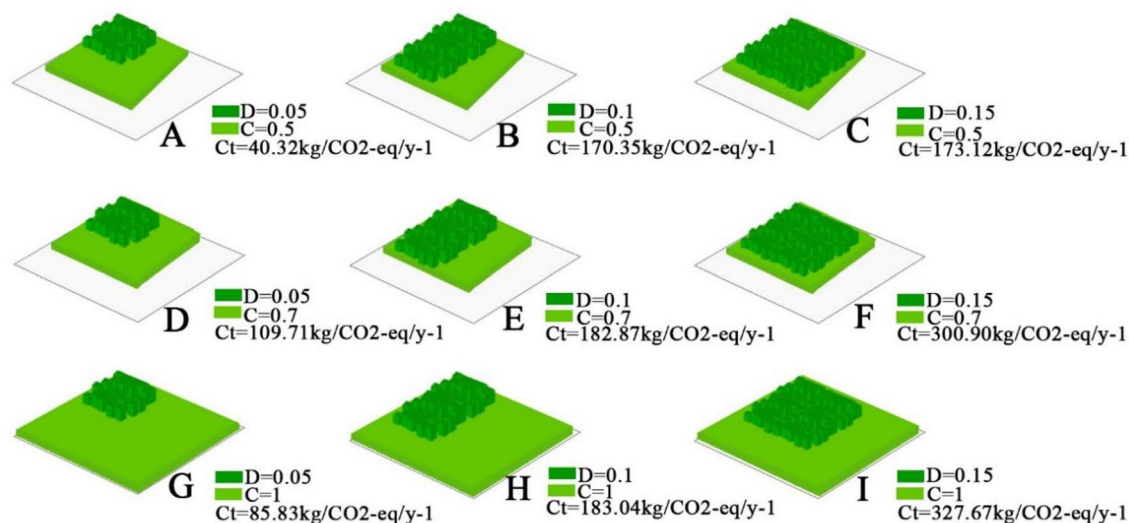 A
D=0.05
C=0.5
Ct=40.32kg/CO2-eq/y-1
B
D=0.1
C=0.5
Ct=170.35kg/CO2-eq/y-1
C
D=0.15
C=0.5
Ct=173.12kg/CO2-eq/y-1
D
D=0.05
C=0.7
Ct=109.71kg/CO2-eq/y-1
E
D=0.1
C=0.7
Ct=182.87kg/CO2-eq/y-1
F
D=0.15
C=0.7
Ct=300.90kg/CO2-eq/y-1
G
D=0.05
C=1
Ct=85.83kg/CO2-eq/y-1
H
D=0.1
C=1
Ct=183.04kg/CO2-eq/y-1
I
D=0.15
C=1
Ct=327.67kg/CO2-eq/y-1